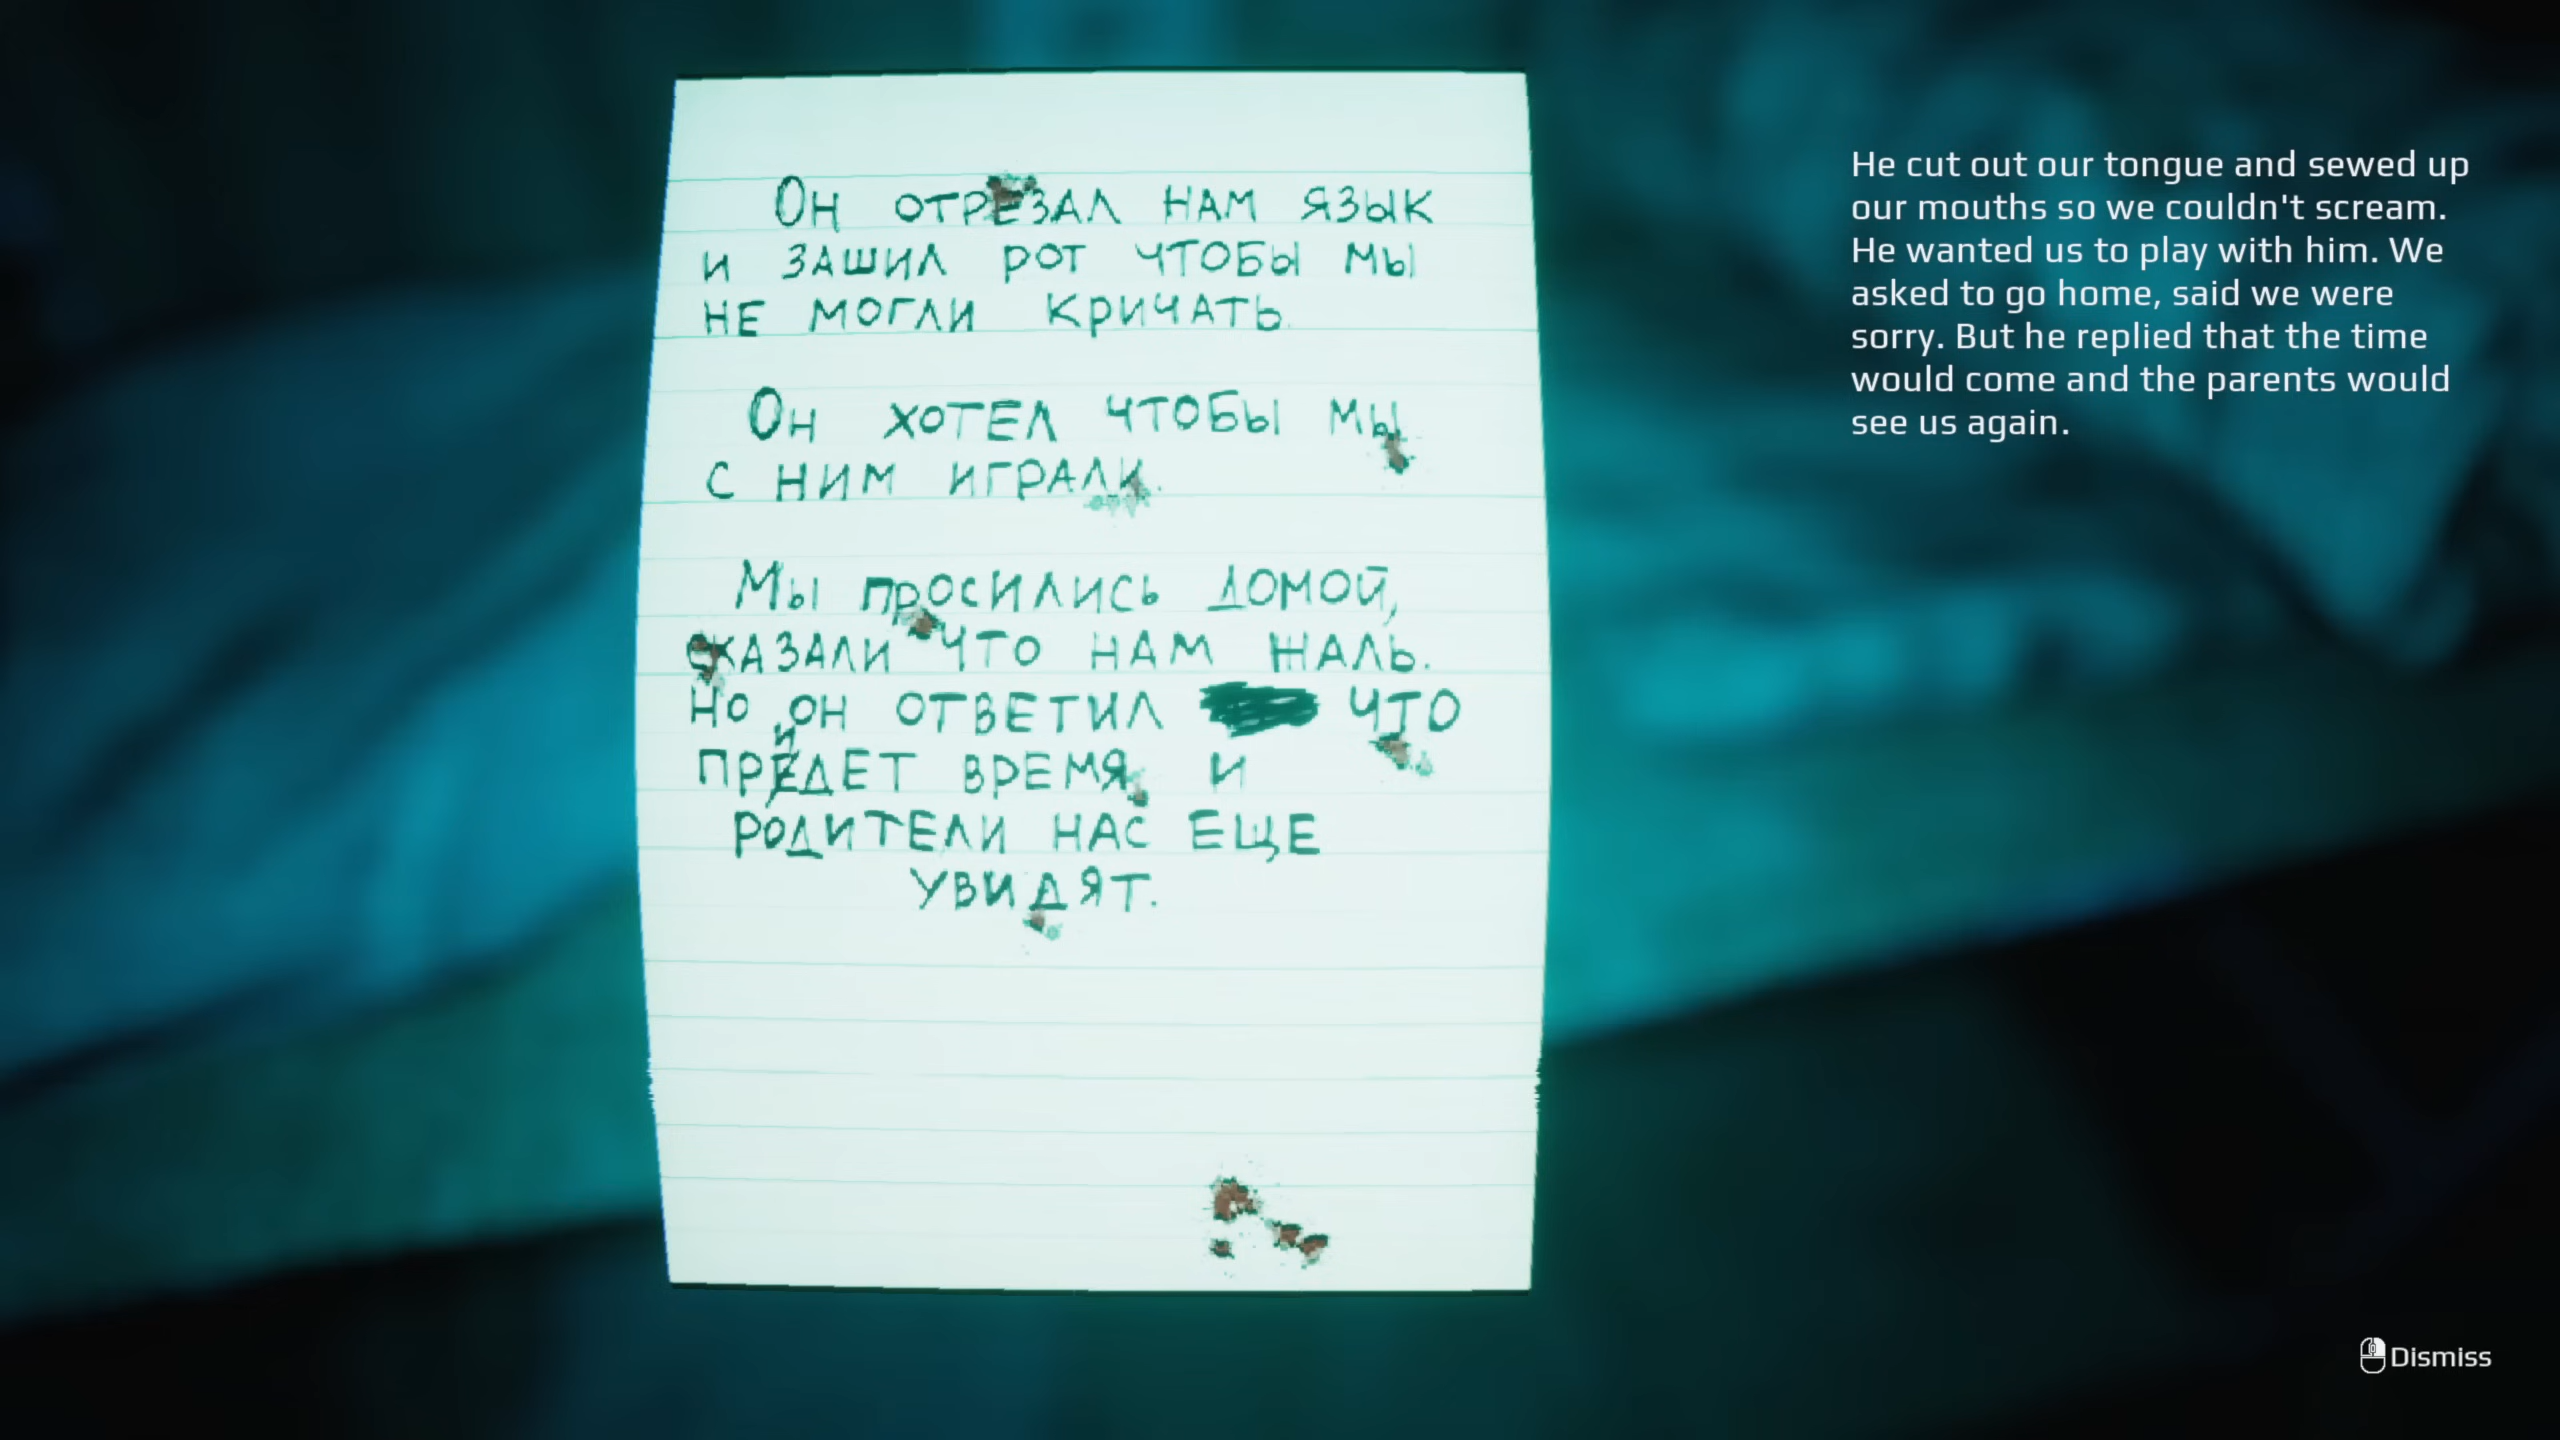 Он отрезал нам язык
и зашил рот чтобы мы
не могли кричать.
Он хотел чтобы мы
с ним играли.
Мы просились домой,
сказали что нам жаль.
Но он ответил что
придет время и
родители нас еще
увидят.
He cut out our tongue and sewed up
our mouths so we couldn't scream.
He wanted us to play with him. We
asked to go home, said we were
sorry. But he replied that the time
would come and the parents would
see us again.
Dismiss